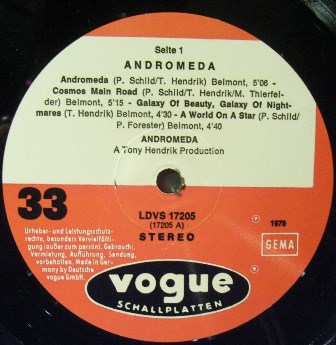 Seite 1
ANDROMEDA
Andromeda (P. Schild/T. Hendrik) Belmont, 5'06 -
Cosmos Main Road (P. Schild/T. Hendrik/M. Thierfel-
der) Belmont, 5'15 - Galaxy Of Beauty, Galaxy Of Night-
mares (T. Hendrik) Belmont, 4'30 - A World On A Star (P. Schild/
P. Forester) Belmont, 4'40
ANDROMEDA
A Tony Hendrik Production
33
LDVS 17205
(17205 A)
STEREO
1979
GEMA
Urheber- und Leistungsschutz-
rechte, besonders Vervielfälti-
gung (außer zum persönl. Gebrauch),
Vermietung, Aufführung, Sendung,
vorbehalten. Made in Ger-
many by Deutsche
vogue GmbH.
vogue
SCHALLPLATTEN